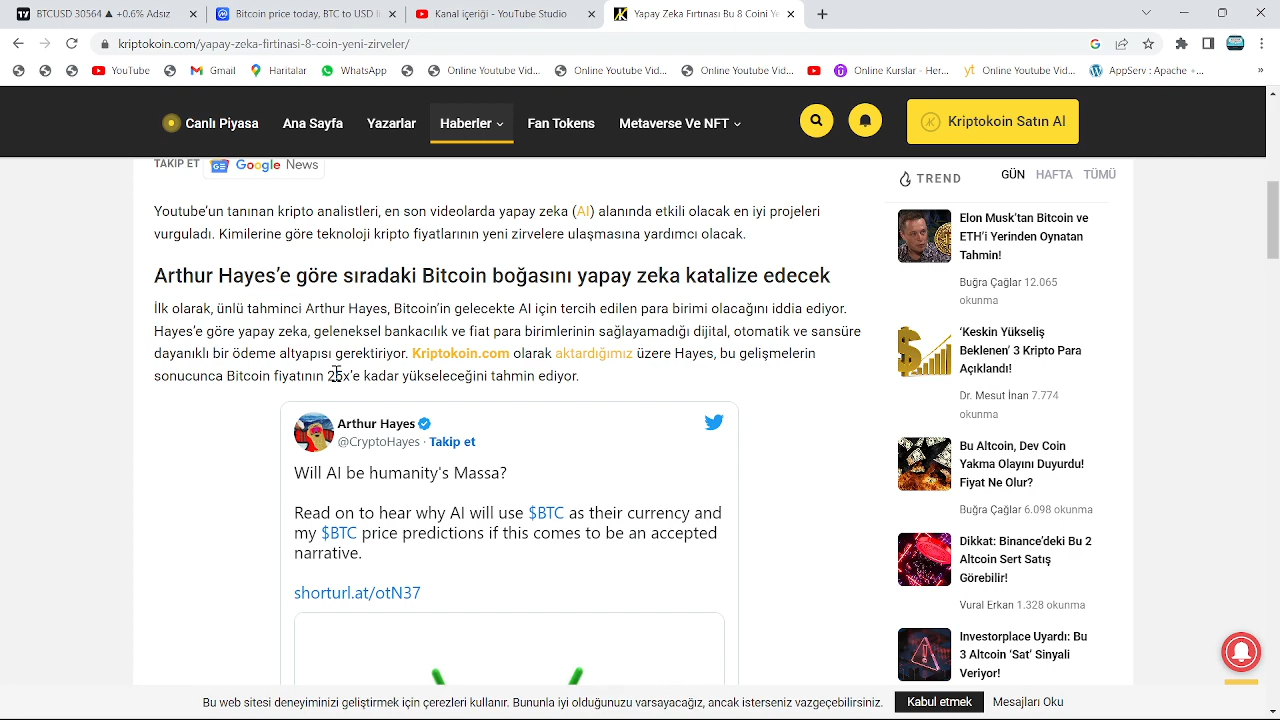 BTCUSD 30564 ▲ +0.6% Adsız
Bitcoin price today, BTC to USD li
Kanal içeriği - YouTube Studio
Yapay Zeka Fırtınası Bu 8 Coini Ye
kriptokoin.com/yapay-zeka-firtinasi-8-coin-yeni-zirveler/
YouTube
Gmail
Haritalar
WhatsApp
Online Youtube Vid...
Online Youtube Vid...
Online Youtube Vid...
Online Kurslar - Her...
yt Online Youtube Vid...
AppServ : Apache +...
»
Canlı Piyasa
Ana Sayfa
Yazarlar
Haberler
Fan Tokens
Metaverse Ve NFT
Kriptokoin Satın Al
TAKİP ET Google News
Youtube’un tanınan kripto analistleri, en son videolarda yapay zeka (AI) alanında etkili olacak en iyi projeleri
vurguladı. Kimilerine göre teknoloji kripto fiyatlarının yeni zirvelere ulaşmasına yardımcı olacak.
Arthur Hayes’e göre sıradaki Bitcoin boğasını yapay zeka katalize edecek
İlk olarak, ünlü tahminci Arthur Hayes, Bitcoin’in gelecekte AI için tercih edilen para birimi olacağını iddia ediyor.
Hayes’e göre yapay zeka, geleneksel bankacılık ve fiat para birimlerinin sağlayamadığı dijital, otomatik ve sansüre
dayanıklı bir ödeme altyapısı gerektiriyor. Kriptokoin.com olarak aktardığımız üzere Hayes, bu gelişmelerin
sonucunca Bitcoin fiyatının 25x’e kadar yükseleceğini tahmin ediyor.
Arthur Hayes
@CryptoHayes · Takip et
Will AI be humanity's Massa?
Read on to hear why AI will use $BTC as their currency and
my $BTC price predictions if this comes to be an accepted
narrative.
shorturl.at/otN37
TREND
GÜN HAFTA TÜMÜ
Elon Musk’tan Bitcoin ve
ETH’i Yerinden Oynatan
Tahmin!
Buğra Çağlar 12.065
okunma
‘Keskin Yükseliş
Beklenen’ 3 Kripto Para
Açıklandı!
Dr. Mesut İnan 7.774
okunma
Bu Altcoin, Dev Coin
Yakma Olayını Duyurdu!
Fiyat Ne Olur?
Buğra Çağlar 6.098 okunma
Dikkat: Binance’deki Bu 2
Altcoin Sert Satış
Görebilir!
Vural Erkan 1.328 okunma
Investorplace Uyardı: Bu
3 Altcoin ‘Sat’ Sinyali
Veriyor!
Bu web deneyiminizi geliştirmek için çerezleri kullanır. Bununla iyi olduğunuzu varsayacağız, ancak isterseniz vazgeçebilirsiniz.
Kabul etmek
Mesajları Oku